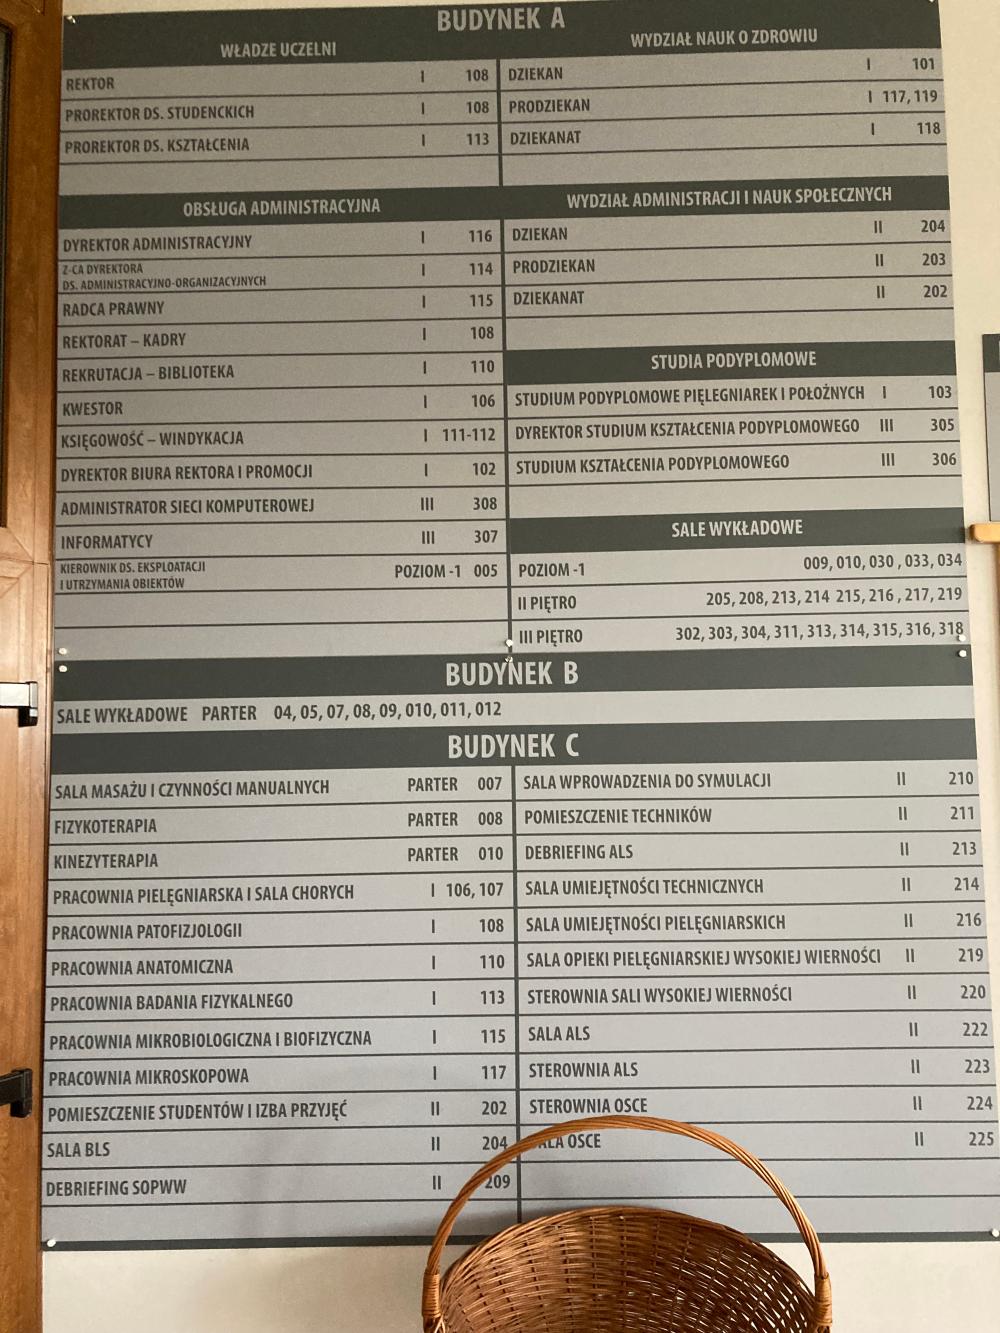 BUDYNEK A
WŁADZE UCZELNI
REKTOR I 108
PROREKTOR DS. STUDENCKICH I 108
PROREKTOR DS. KSZTAŁCENIA I 113
WYDZIAŁ NAUK O ZDROWIU
DZIEKAN I 101
PRODZIEKAN I 117, 119
DZIEKANAT I 118
OBSŁUGA ADMINISTRACYJNA
DYREKTOR ADMINISTRACYJNY I 116
Z-CA DYREKTORA
DS. ADMINISTRACYJNO-ORGANIZACYJNYCH I 114
RADCA PRAWNY I 115
REKTORAT – KADRY I 108
REKRUTACJA – BIBLIOTEKA I 110
KWESTOR I 106
KSIĘGOWOŚĆ – WINDYKACJA I 111-112
DYREKTOR BIURA REKTORA I PROMOCJI I 102
ADMINISTRATOR SIECI KOMPUTEROWEJ III 308
INFORMATYCY III 307
KIEROWNIK DS. EKSPLOATACJI
I UTRZYMANIA OBIEKTÓW POZIOM -1 005
WYDZIAŁ ADMINISTRACJI I NAUK SPOŁECZNYCH
DZIEKAN II 204
PRODZIEKAN II 203
DZIEKANAT II 202
STUDIA PODYPLOMOWE
STUDIUM PODYPLOMOWE PIĘLEGNIAREK I POŁOŻNYCH I 103
DYREKTOR STUDIUM KSZTAŁCENIA PODYPLOMOWEGO III 305
STUDIUM KSZTAŁCENIA PODYPLOMOWEGO III 306
SALE WYKŁADOWE
POZIOM -1 009, 010, 030 , 033, 034
II PIĘTRO 205, 208, 213, 214 215, 216 , 217, 219
III PIĘTRO 302, 303, 304, 311, 313, 314, 315, 316, 318
BUDYNEK B
SALE WYKŁADOWE PARTER 04, 05, 07, 08, 09, 010, 011, 012
BUDYNEK C
SALA MASAŻU I CZYNNOŚCI MANUALNYCH PARTER 007
FIZYKOTERAPIA PARTER 008
KINEZYTERAPIA PARTER 010
PRACOWNIA PIELĘGNIARSKA I SALA CHORYCH I 106, 107
PRACOWNIA PATOFIZJOLOGII I 108
PRACOWNIA ANATOMICZNA I 110
PRACOWNIA BADANIA FIZYKALNEGO I 113
PRACOWNIA MIKROBIOLOGICZNA I BIOFIZYCZNA I 115
PRACOWNIA MIKROSKOPOWA I 117
POMIESZCZENIE STUDENTÓW I IZBA PRZYJĘĆ II 202
SALA BLS II 204
DEBRIEFING SOPWW II 209
SALA WPROWADZENIA DO SYMULACJI II 210
POMIESZCZENIE TECHNIKÓW II 211
DEBRIEFING ALS II 213
SALA UMIEJĘTNOŚCI TECHNICZNYCH II 214
SALA UMIEJĘTNOŚCI PIELĘGNIARSKICH II 216
SALA OPIEKI PIELĘGNIARSKIEJ WYSOKIEJ WIERNOŚCI II 219
STEROWNIA SALI WYSOKIEJ WIERNOŚCI II 220
SALA ALS II 222
STEROWNIA ALS II 223
STEROWNIA OSCE II 224
SALA OSCE II 225